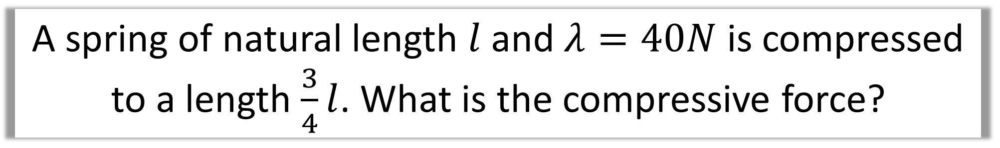 A spring of natural length 𝑙 and 𝜆 = 40𝑁 is compressed
to a length 3/4 𝑙. What is the compressive force?